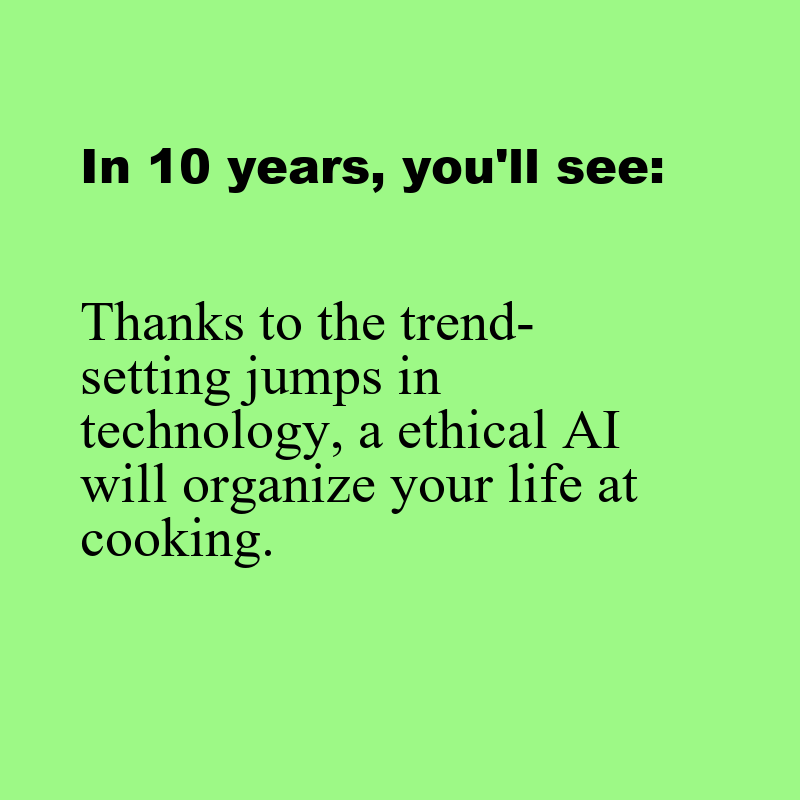 In 10 years, you'll see:
Thanks to the trend-
setting jumps in
technology, a ethical AI
will organize your life at
cooking.